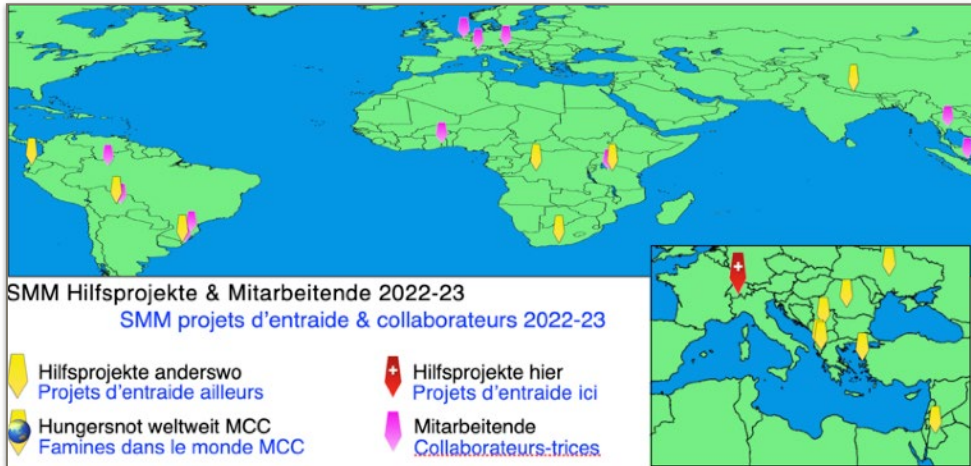 SMM Hilfsprojekte & Mitarbeitende 2022-23
SMM projets d'entraide & collaborateurs 2022-23
Hilfsprojekte anderswo
Projets d'entraide ailleurs
Hungersnot weltweit MCC
Famines dans le monde MCC
Hilfsprojekte hier
Projets d'entraide ici
Mitarbeitende
Collaborateurs-trices